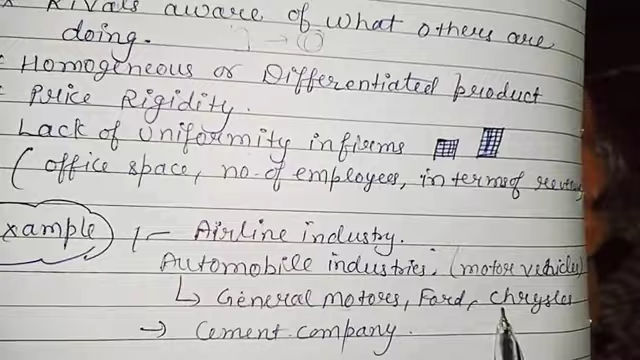 Rivals aware of what others are
doing.
Homogeneous or Differentiated product
Price Rigidity.
Lack of Uniformity in firms
(office space, no. of employees, in terms of
Example) :- Airline industry.
Automobile industries. (motor vehicles)
↳ General motors, Ford, Chrysler
→ Cement company.